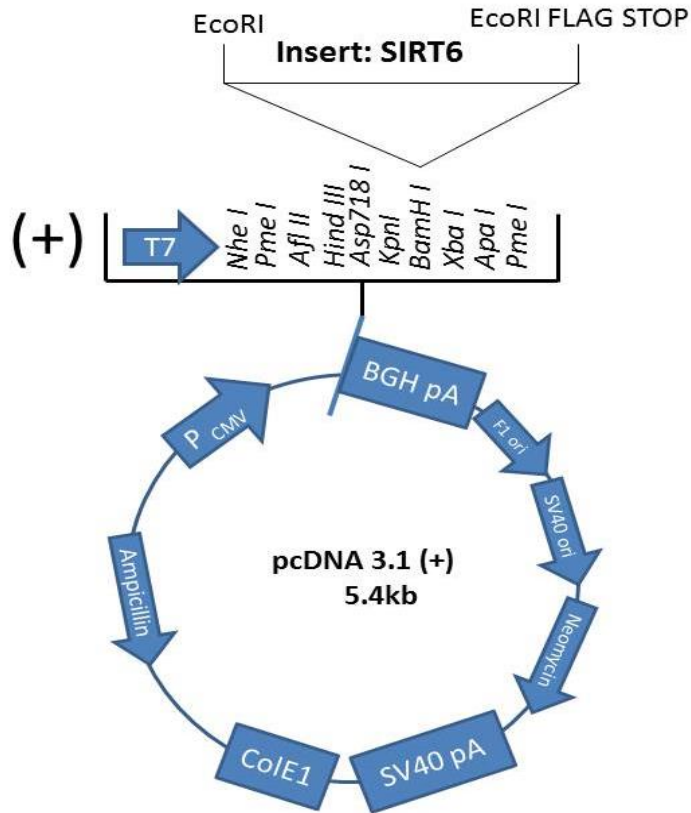 EcoRI
EcoRI FLAG STOP
Insert: SIRT6
(+)
T7
Nhe I
Pme I
Afl II
Hind III
Asp718 I
KpnI
BamH I
Xba I
Apa I
Pme I
BGH pA
P CMV
F1 ori
SV40 ori
Ampicillin
pcDNA 3.1 (+)
5.4kb
Neomycin
ColE1
SV40 pA